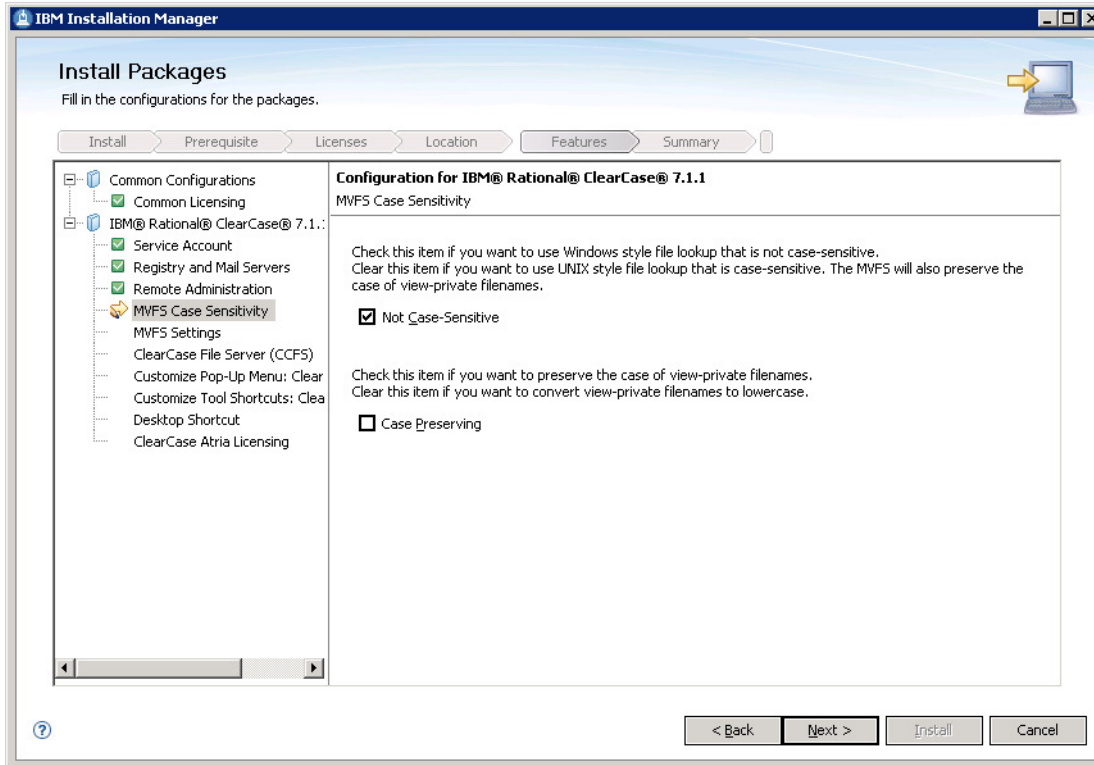 IBM Installation Manager
Install Packages
Fill in the configurations for the packages.
Install
Prerequisite
Licenses
Location
Features
Summary
Common Configurations
Common Licensing
IBM® Rational® ClearCase® 7.1.:
Service Account
Registry and Mail Servers
Remote Administration
MVFS Case Sensitivity
MVFS Settings
ClearCase File Server (CCFS)
Customize Pop-Up Menu: Clear
Customize Tool Shortcuts: Clea
Desktop Shortcut
ClearCase Atria Licensing
Configuration for IBM® Rational® ClearCase® 7.1.1
MVFS Case Sensitivity
Check this item if you want to use Windows style file lookup that is not case-sensitive.
Clear this item if you want to use UNIX style file lookup that is case-sensitive. The MVFS will also preserve the
case of view-private filenames.
Not Case-Sensitive
Check this item if you want to preserve the case of view-private filenames.
Clear this item if you want to convert view-private filenames to lowercase.
Case Preserving
?
< Back
Next >
Install
Cancel